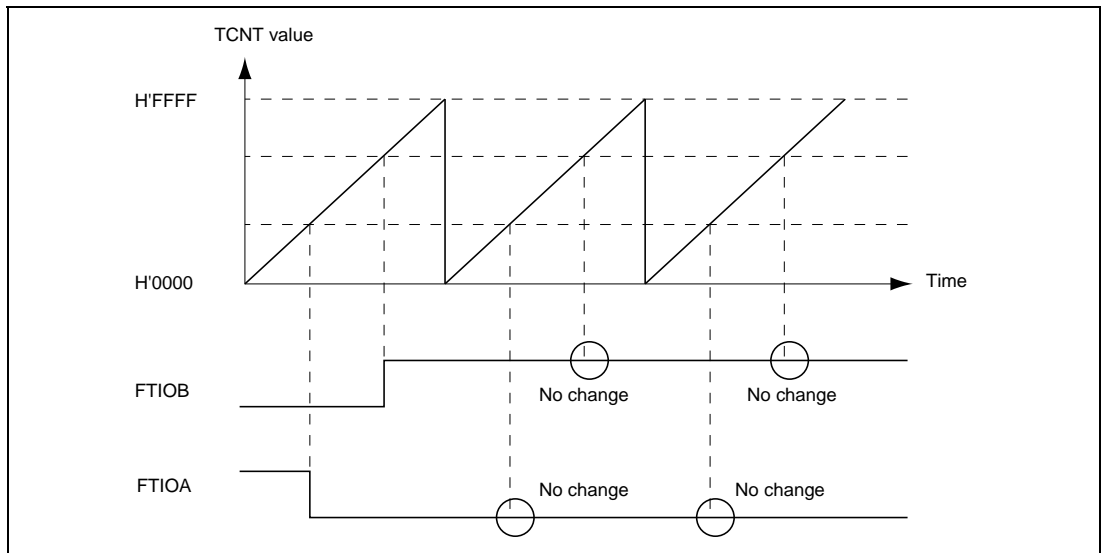 TCNT value
H'FFFF
H'0000
Time
FTIOB
No change
No change
FTIOA
No change
No change